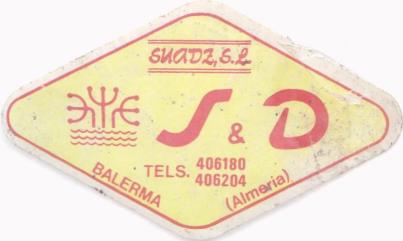 SUADZ, S.L
S & D
TELS. 406180
406204
BALERMA
(Almeria)